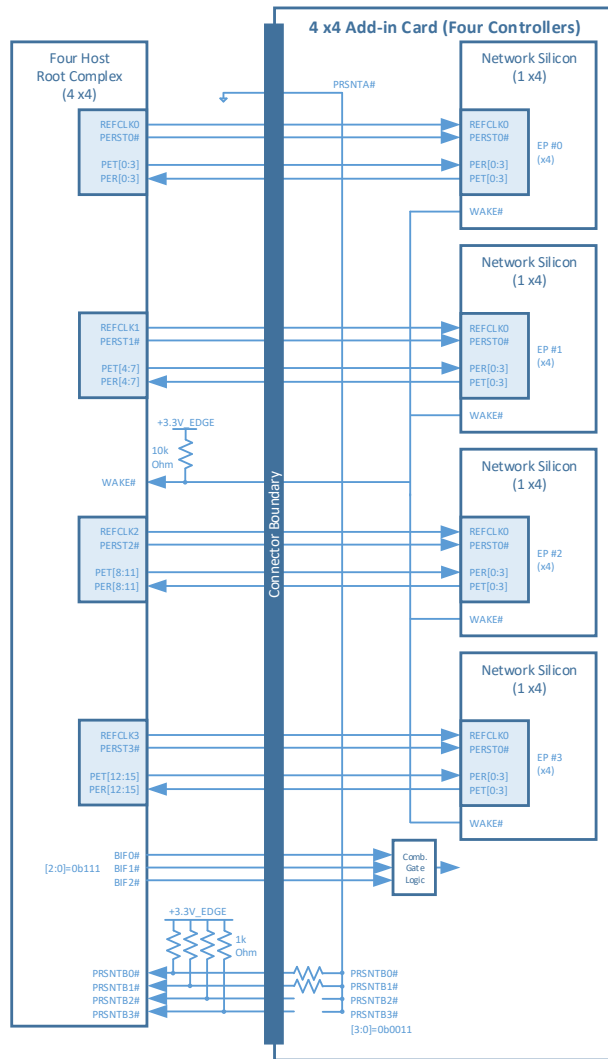 4 x4 Add-in Card (Four Controllers)
Four Host
Root Complex
(4 x4)
PRSNTA#
Network Silicon
(1 x4)
REFCLK0
PERST0#
PET[0:3]
PER[0:3]
REFCLK0
PERST0#
PER[0:3]
PET[0:3]
EP #0
(x4)
WAKE#
Network Silicon
(1 x4)
REFCLK1
PERST1#
PET[4:7]
PER[4:7]
REFCLK0
PERST0#
PER[0:3]
PET[0:3]
EP #1
(x4)
WAKE#
+3.3V_EDGE
10k
Ohm
WAKE#
Connector Boundary
Network Silicon
(1 x4)
REFCLK2
PERST2#
PET[8:11]
PER[8:11]
REFCLK0
PERST0#
PER[0:3]
PET[0:3]
EP #2
(x4)
WAKE#
Network Silicon
(1 x4)
REFCLK3
PERST3#
PET[12:15]
PER[12:15]
REFCLK0
PERST0#
PER[0:3]
PET[0:3]
EP #3
(x4)
WAKE#
BIF0#
[2:0]=0b111 BIF1#
BIF2#
Comb.
Gate
Logic
+3.3V_EDGE
1k
Ohm
PRSNTB0#
PRSNTB1#
PRSNTB2#
PRSNTB3#
PRSNTB0#
PRSNTB1#
PRSNTB2#
PRSNTB3#
[3:0]=0b0011